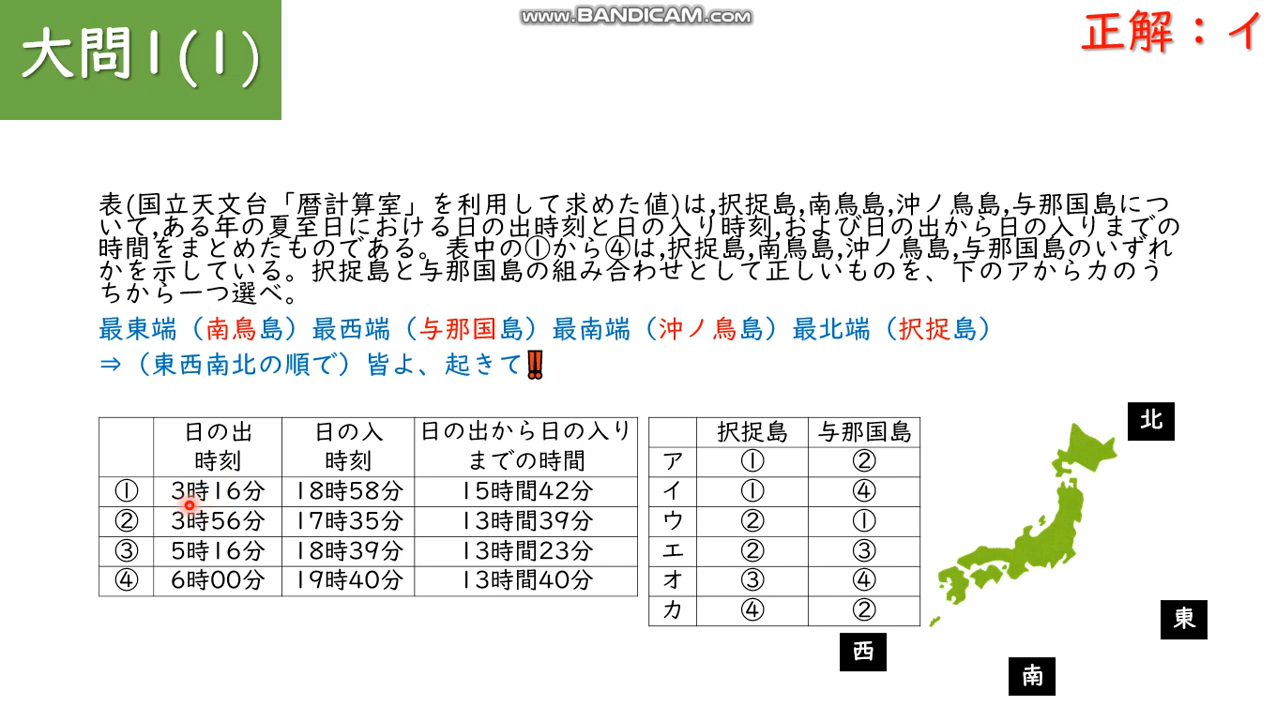 www.BANDICAM.com
大問1(1)
正解：イ
表(国立天文台「暦計算室」を利用して求めた値)は,択捉島,南鳥島,沖ノ鳥島,与那国島につ
いて,ある年の夏至日における日の出時刻と日の入り時刻,および日の出から日の入りまでの
時間をまとめたものである。表中の①から④は,択捉島,南鳥島,沖ノ鳥島,与那国島のいずれ
かを示している。択捉島と与那国島の組み合わせとして正しいものを、下のアからカのう
ちから一つ選べ。
最東端（南鳥島）最西端（与那国島）最南端（沖ノ鳥島）最北端（択捉島）
⇒（東西南北の順で）皆よ、起きて‼
日の出時刻 日の入時刻 日の出から日の入りまでの時間
① 3時16分 18時58分 15時間42分
② 3時56分 17時35分 13時間39分
③ 5時16分 18時39分 13時間23分
④ 6時00分 19時40分 13時間40分
択捉島 与那国島
ア ① ②
イ ① ④
ウ ② ①
エ ② ③
オ ③ ④
カ ④ ②
北
東
西
南